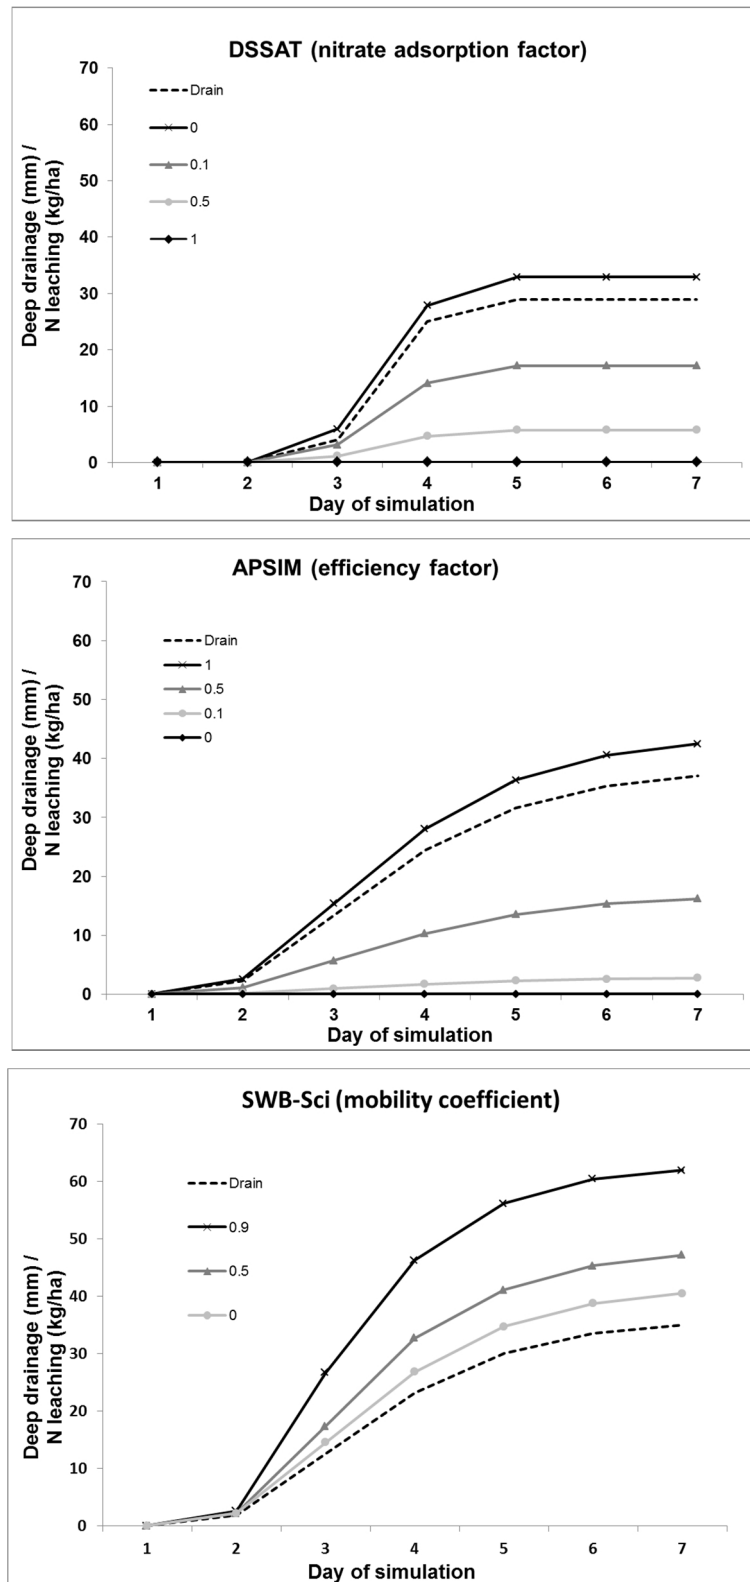 DSSAT (nitrate adsorption factor)
70
60
50
40
30
20
10
0
Deep drainage (mm) /
N leaching (kg/ha)
Drain
0
0.1
0.5
1
1 2 3 4 5 6 7
Day of simulation
APSIM (efficiency factor)
70
60
50
40
30
20
10
0
Deep drainage (mm) /
N leaching (kg/ha)
Drain
1
0.5
0.1
0
1 2 3 4 5 6 7
Day of simulation
SWB-Sci (mobility coefficient)
70
60
50
40
30
20
10
0
Deep drainage (mm) /
N leaching (kg/ha)
Drain
0.9
0.5
0
1 2 3 4 5 6 7
Day of simulation